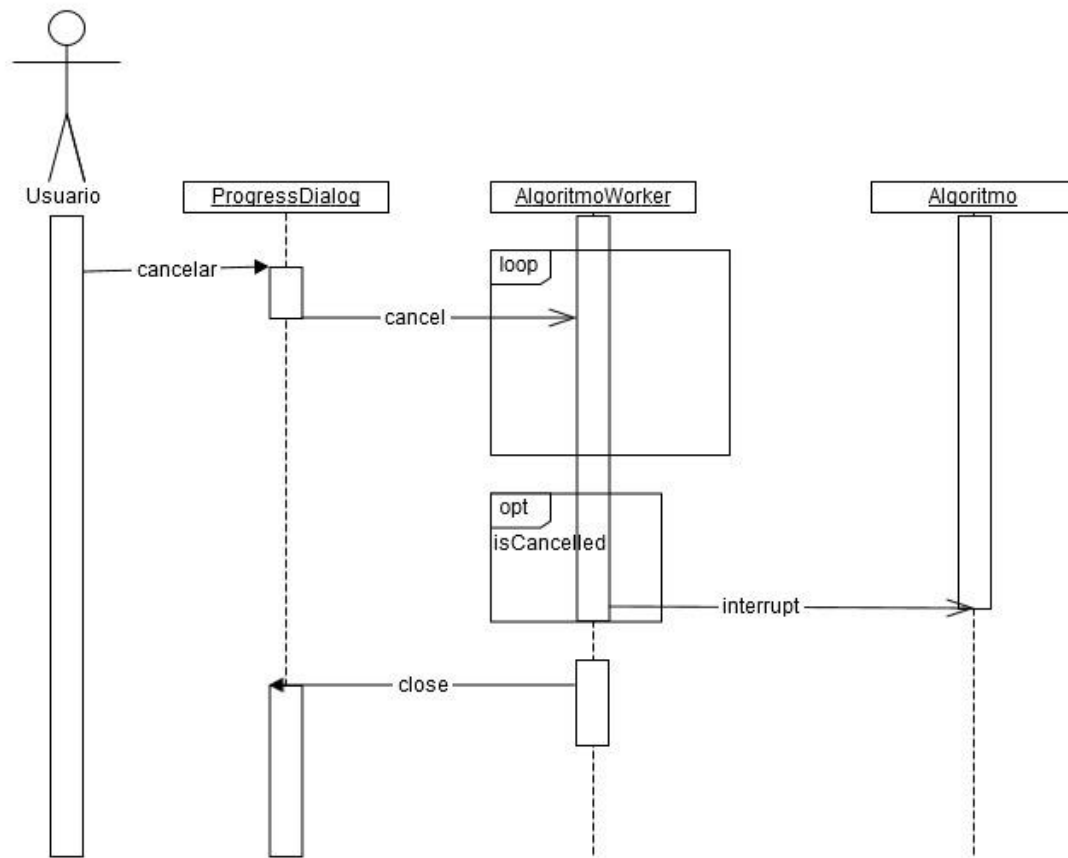 Usuario
ProgressDialog
AlgoritmoWorker
Algoritmo
loop
cancelar
cancel
opt
isCancelled
interrupt
close